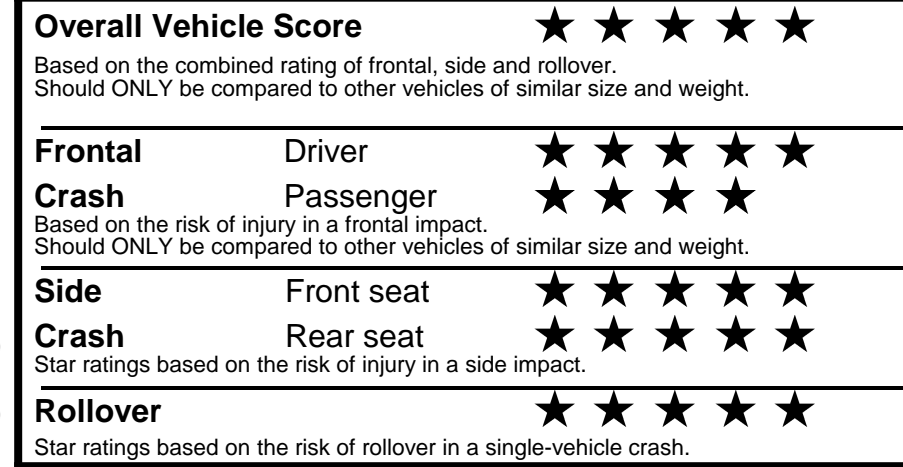 Overall Vehicle Score ★ ★ ★ ★ ★
Based on the combined rating of frontal, side and rollover.
Should ONLY be compared to other vehicles of similar size and weight.
Frontal Driver ★ ★ ★ ★ ★
Crash Passenger ★ ★ ★ ★
Based on the risk of injury in a frontal impact.
Should ONLY be compared to other vehicles of similar size and weight.
Side Front seat ★ ★ ★ ★ ★
Crash Rear seat ★ ★ ★ ★ ★
Star ratings based on the risk of injury in a side impact.
Rollover ★ ★ ★ ★ ★
Star ratings based on the risk of rollover in a single-vehicle crash.